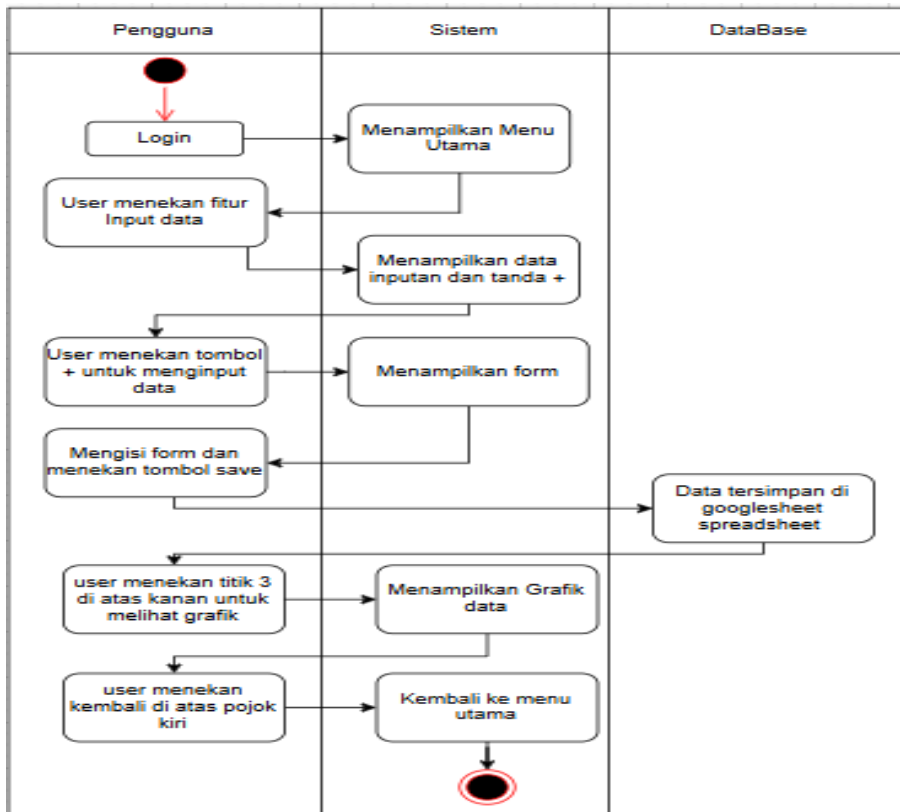 Pengguna
Sistem
DataBase
Login
Menampilkan Menu
Utama
User menekan fitur
Input data
Menampilkan data
inputan dan tanda +
User menekan tombol
+ untuk menginput
data
Menampilkan form
Mengisi form dan
menekan tombol save
Data tersimpan di
googlesheet
spreadsheet
user menekan titik 3
di atas kanan untuk
melihat grafik
Menampilkan Grafik
data
user menekan
kembali di atas pojok
kiri
Kembali ke menu
utama